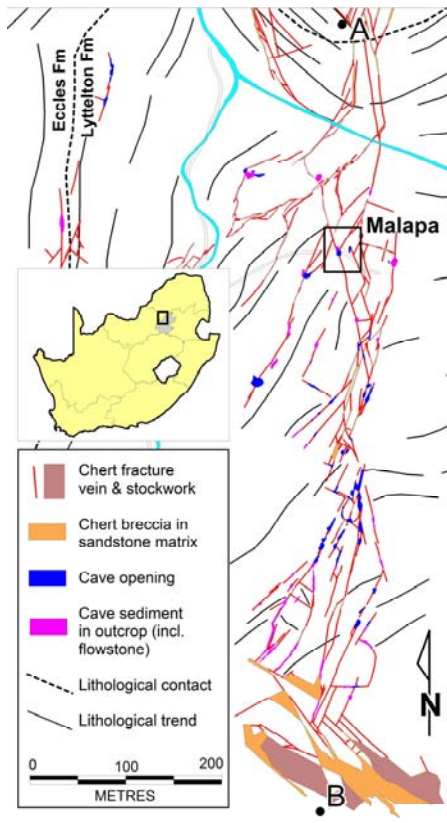 A
Eccles Fm
Lyttelton Fm
Malapa
Chert fracture
vein & stockwork
Chert breccia in
sandstone matrix
Cave opening
Cave sediment
in outcrop (incl.
flowstone)
Lithological contact
Lithological trend
0 100 200
METRES
N
B